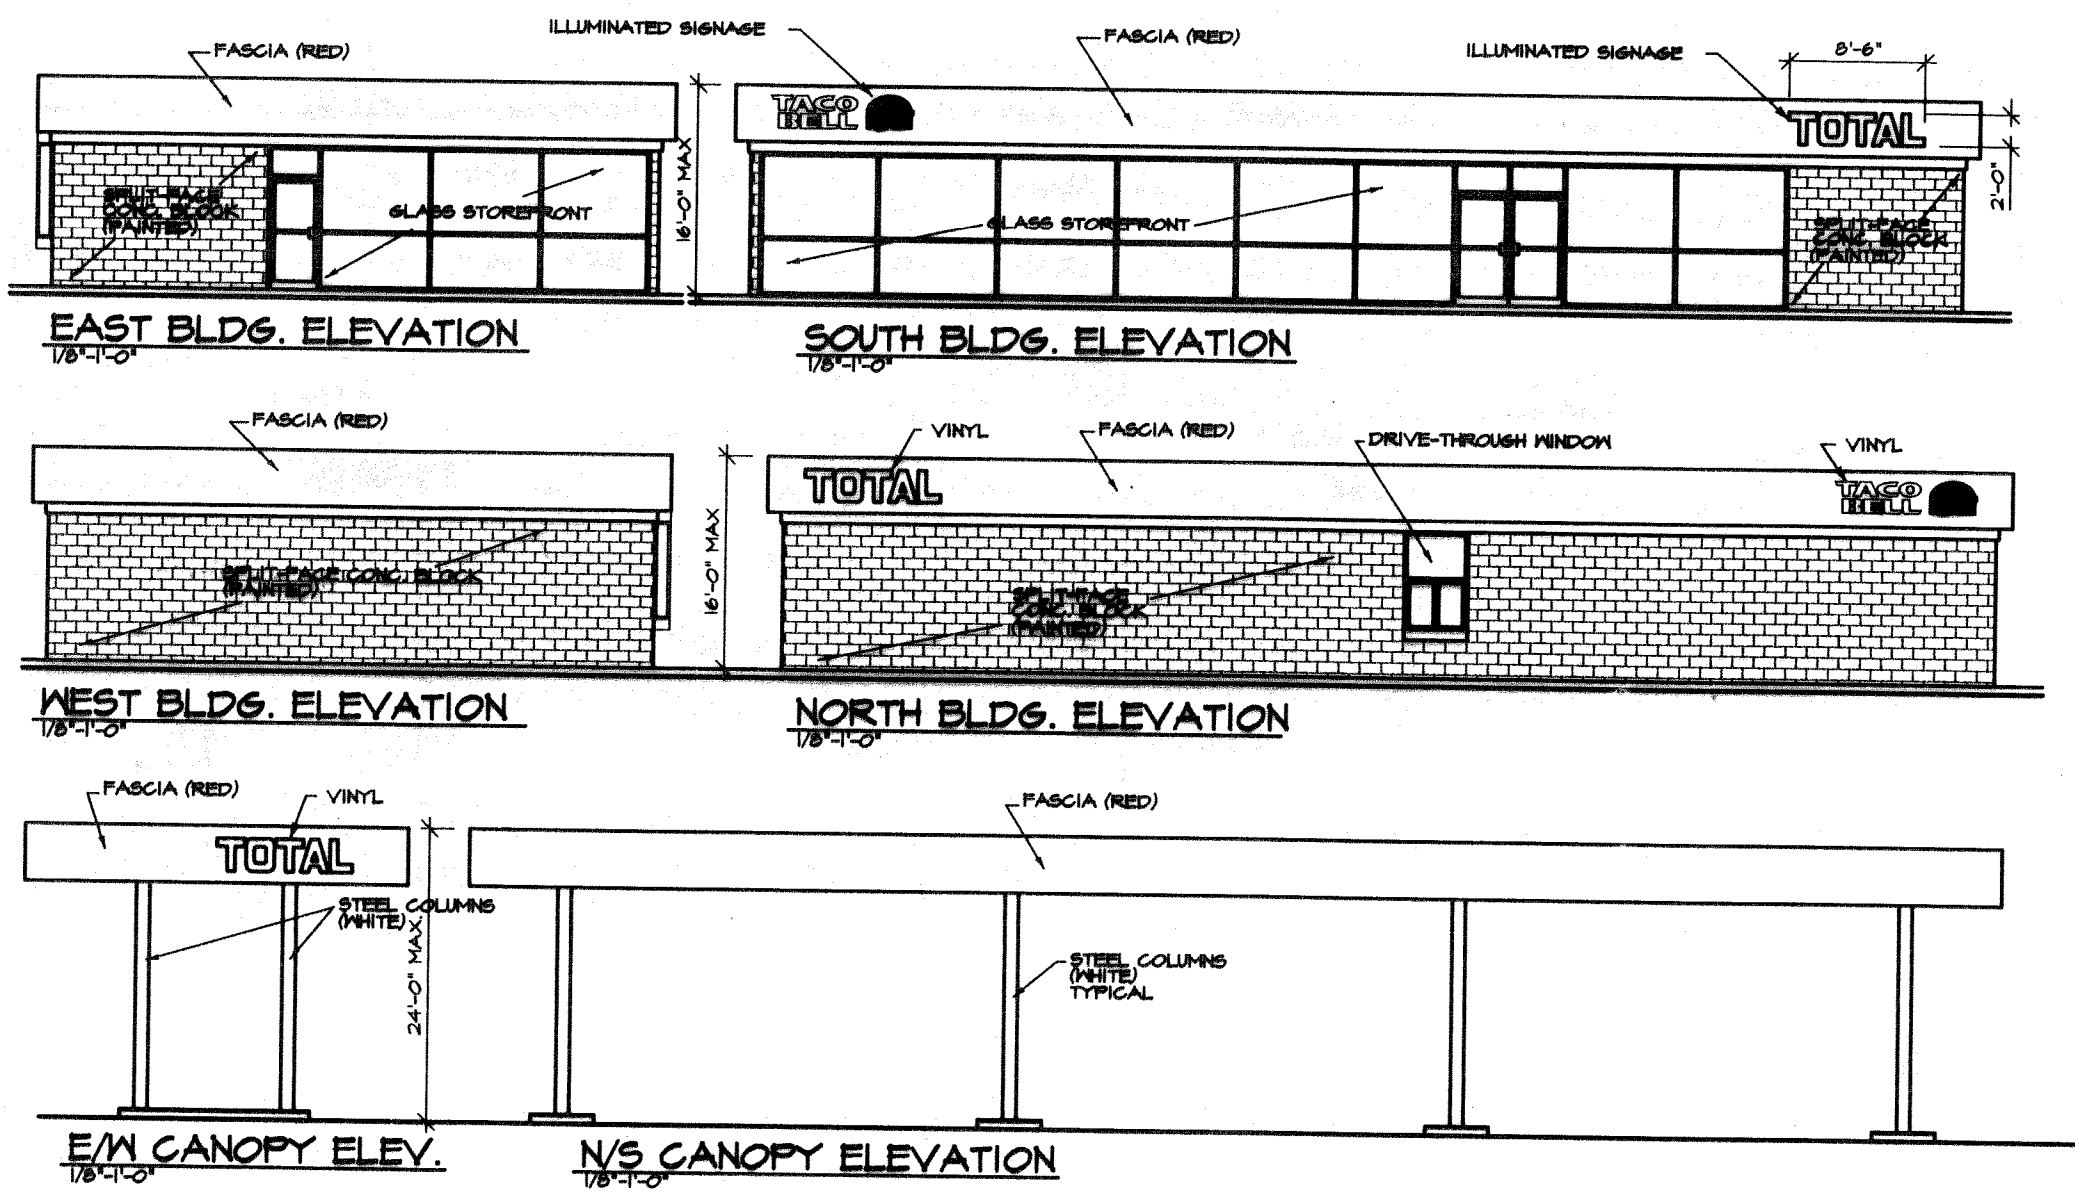 FASCIA (RED)
16'-0" MAX
SPLIT-FACE
CONC. BLOCK
(PAINTED)
GLASS STOREFRONT
EAST BLDG. ELEVATION
1/8"-1'-0"
ILLUMINATED SIGNAGE
FASCIA (RED)
ILLUMINATED SIGNAGE
8'-6"
TACO
BELL
TOTAL
2'-0"
GLASS STOREFRONT
SPLIT-FACE
CONC. BLOCK
(PAINTED)
SOUTH BLDG. ELEVATION
1/8"-1'-0"
FASCIA (RED)
SPLIT-FACE CONC. BLOCK
(PAINTED)
16'-0" MAX
WEST BLDG. ELEVATION
1/8"-1'-0"
VINYL
FASCIA (RED)
DRIVE-THROUGH WINDOW
VINYL
TOTAL
TACO
BELL
SPLIT-FACE
CONC. BLOCK
(PAINTED)
NORTH BLDG. ELEVATION
1/8"-1'-0"
FASCIA (RED)
VINYL
TOTAL
STEEL COLUMNS
(WHITE)
24'-0" MAX.
E/W CANOPY ELEV.
1/8"-1'-0"
FASCIA (RED)
STEEL COLUMNS
(WHITE)
TYPICAL
N/S CANOPY ELEVATION
1/8"-1'-0"